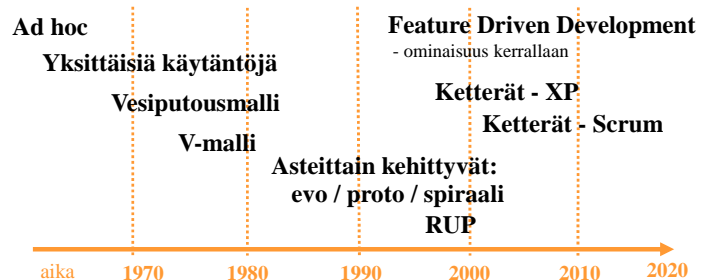 Ad hoc
Feature Driven Development
- ominaisuus kerrallaan
Yksittäisiä käytäntöjä
Vesiputousmalli
Ketterät - XP
Ketterät - Scrum
V-malli
Asteittain kehittyvät:
evo / proto / spiraali
RUP
aika 1970 1980 1990 2000 2010 2020